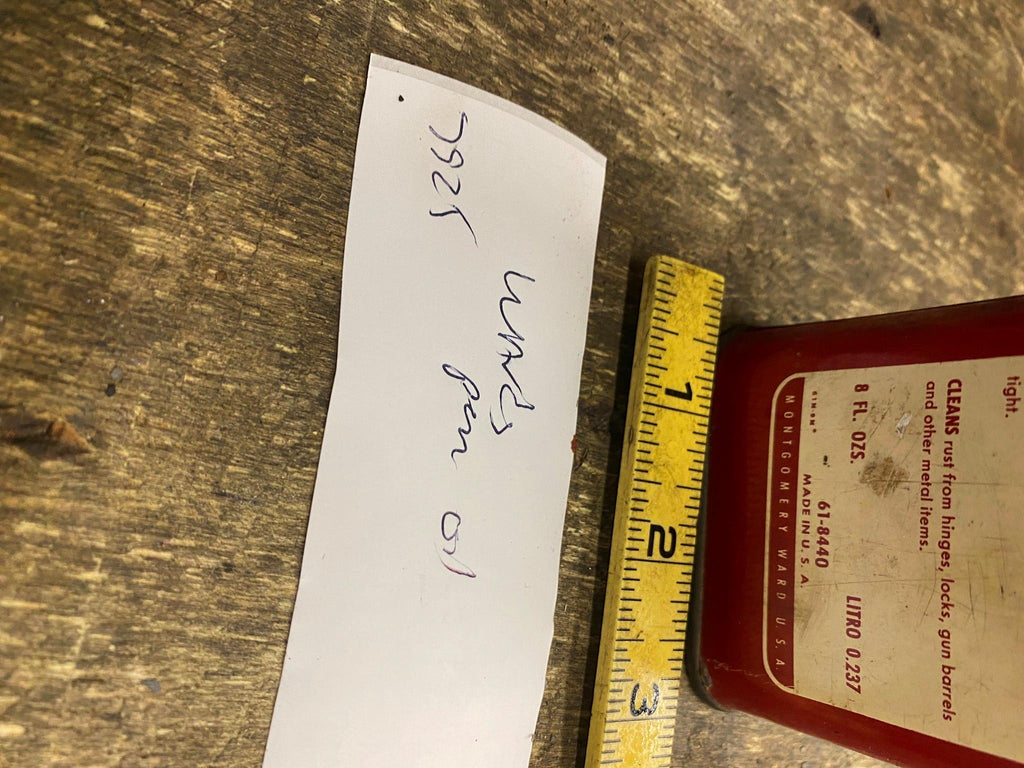 7925
Wards
gun oil
1
2
3
tight.
CLEANS rust from hinges, locks, gun barrels
and other metal items.
8 FL. OZS. LITRO 0.237
61-8440
MADE IN U. S. A.
MONTGOMERY WARD U. S. A